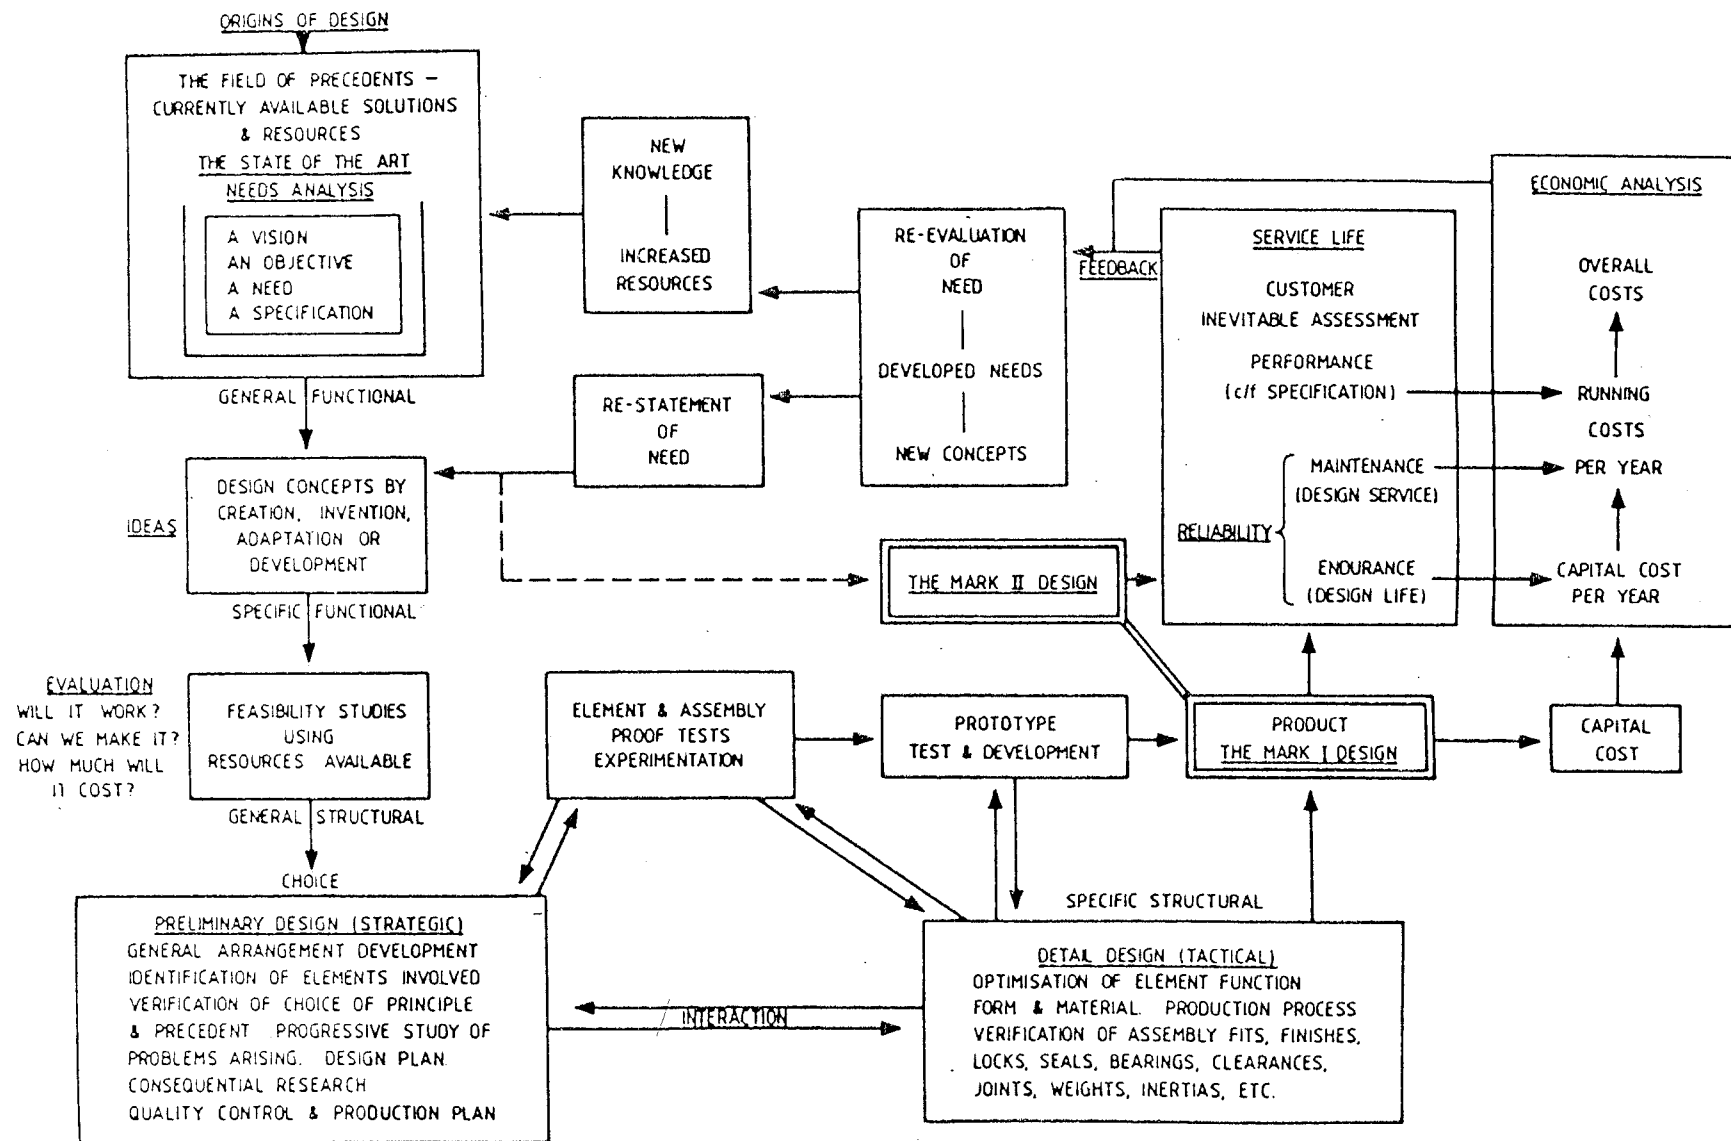 ORIGINS OF DESIGN
THE FIELD OF PRECEDENTS –
CURRENTLY AVAILABLE SOLUTIONS
& RESOURCES
THE STATE OF THE ART
NEEDS ANALYSIS
A VISION
AN OBJECTIVE
A NEED
A SPECIFICATION
GENERAL FUNCTIONAL
NEW
KNOWLEDGE
INCREASED
RESOURCES
RE-STATEMENT
OF
NEED
RE-EVALUATION
OF
NEED
DEVELOPED NEEDS
NEW CONCEPTS
FEEDBACK
SERVICE LIFE
CUSTOMER
INEVITABLE ASSESSMENT
PERFORMANCE
(c/f SPECIFICATION)
MAINTENANCE
(DESIGN SERVICE)
RELIABILITY
ENDURANCE
(DESIGN LIFE)
ECONOMIC ANALYSIS
OVERALL
COSTS
RUNNING
COSTS
PER YEAR
CAPITAL COST
PER YEAR
IDEAS
DESIGN CONCEPTS BY
CREATION, INVENTION,
ADAPTATION OR
DEVELOPMENT
SPECIFIC FUNCTIONAL
THE MARK II DESIGN
EVALUATION
WILL IT WORK?
CAN WE MAKE IT?
HOW MUCH WILL
IT COST?
FEASIBILITY STUDIES
USING
RESOURCES AVAILABLE
GENERAL STRUCTURAL
ELEMENT & ASSEMBLY
PROOF TESTS
EXPERIMENTATION
PROTOTYPE
TEST & DEVELOPMENT
PRODUCT
THE MARK I DESIGN
CAPITAL
COST
CHOICE
PRELIMINARY DESIGN (STRATEGIC)
GENERAL ARRANGEMENT DEVELOPMENT
IDENTIFICATION OF ELEMENTS INVOLVED
VERIFICATION OF CHOICE OF PRINCIPLE
& PRECEDENT PROGRESSIVE STUDY OF
PROBLEMS ARISING. DESIGN PLAN
CONSEQUENTIAL RESEARCH
QUALITY CONTROL & PRODUCTION PLAN
INTERACTION
SPECIFIC STRUCTURAL
DETAIL DESIGN (TACTICAL)
OPTIMISATION OF ELEMENT FUNCTION
FORM & MATERIAL. PRODUCTION PROCESS
VERIFICATION OF ASSEMBLY FITS, FINISHES,
LOCKS, SEALS, BEARINGS, CLEARANCES,
JOINTS, WEIGHTS, INERTIAS, ETC.